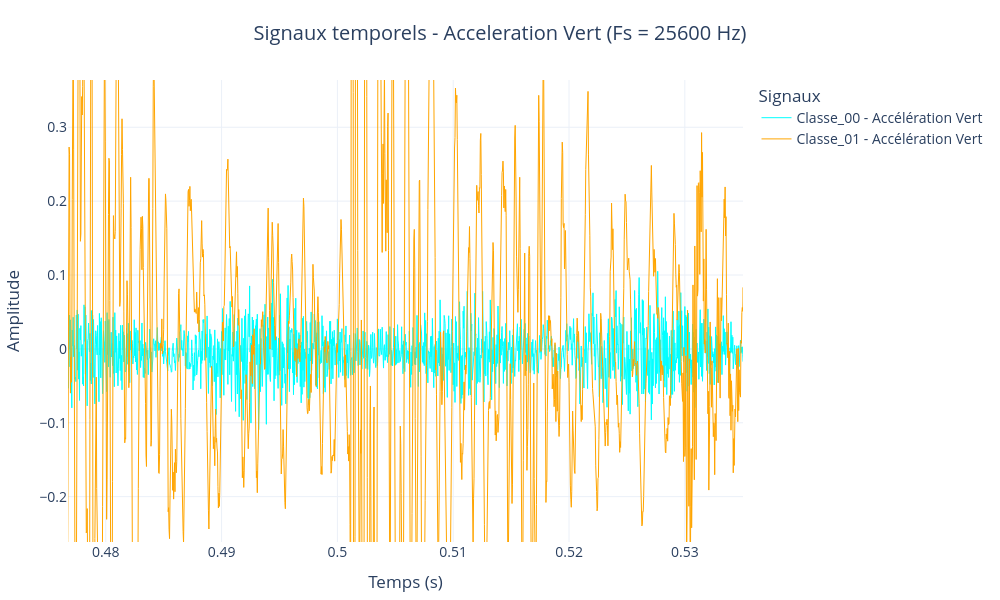 Signaux temporels - Acceleration Vert (Fs = 25600 Hz)
Signaux
Classe_00 - Accélération Vert
Classe_01 - Accélération Vert
Amplitude
0.3
0.2
0.1
0
−0.1
−0.2
0.48
0.49
0.5
0.51
0.52
0.53
Temps (s)